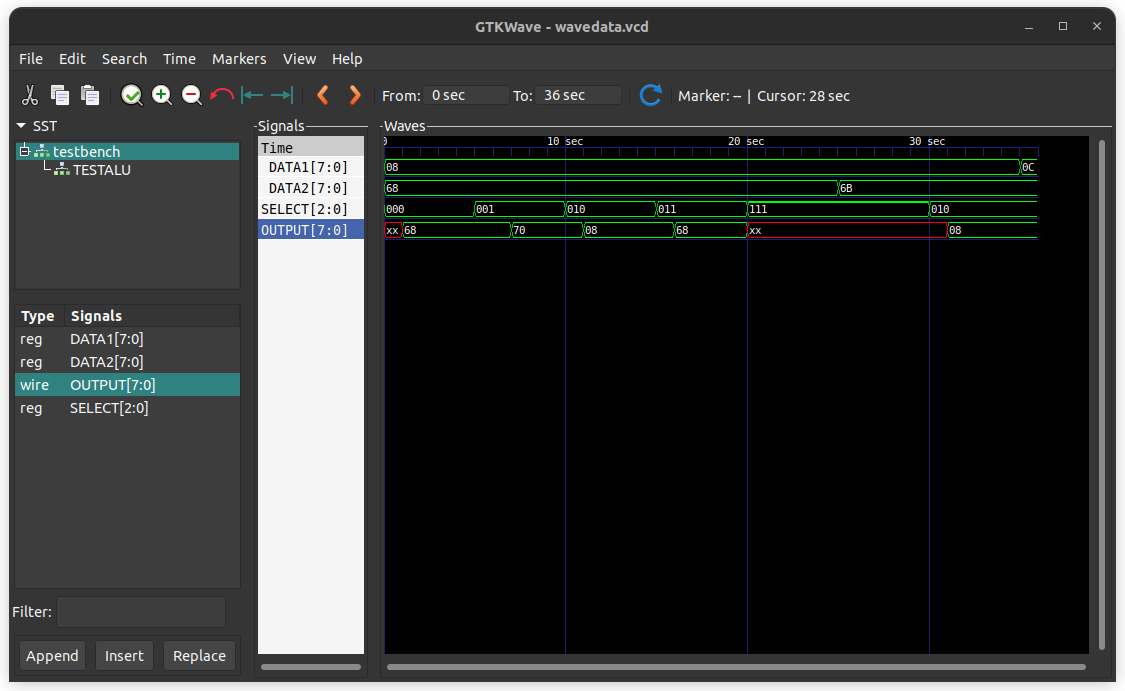 GTKWave - wavedata.vcd
File Edit Search Time Markers View Help
From: 0 sec To: 36 sec Marker: -- | Cursor: 28 sec
SST
testbench
TESTALU
Type Signals
reg DATA1[7:0]
reg DATA2[7:0]
wire OUTPUT[7:0]
reg SELECT[2:0]
Filter:
Append Insert Replace
Signals
Time
DATA1[7:0]
DATA2[7:0]
SELECT[2:0]
OUTPUT[7:0]
Waves
0 10 sec 20 sec 30 sec
08 0C
68 6B
000 001 010 011 111 010
xx 68 70 08 68 xx 08